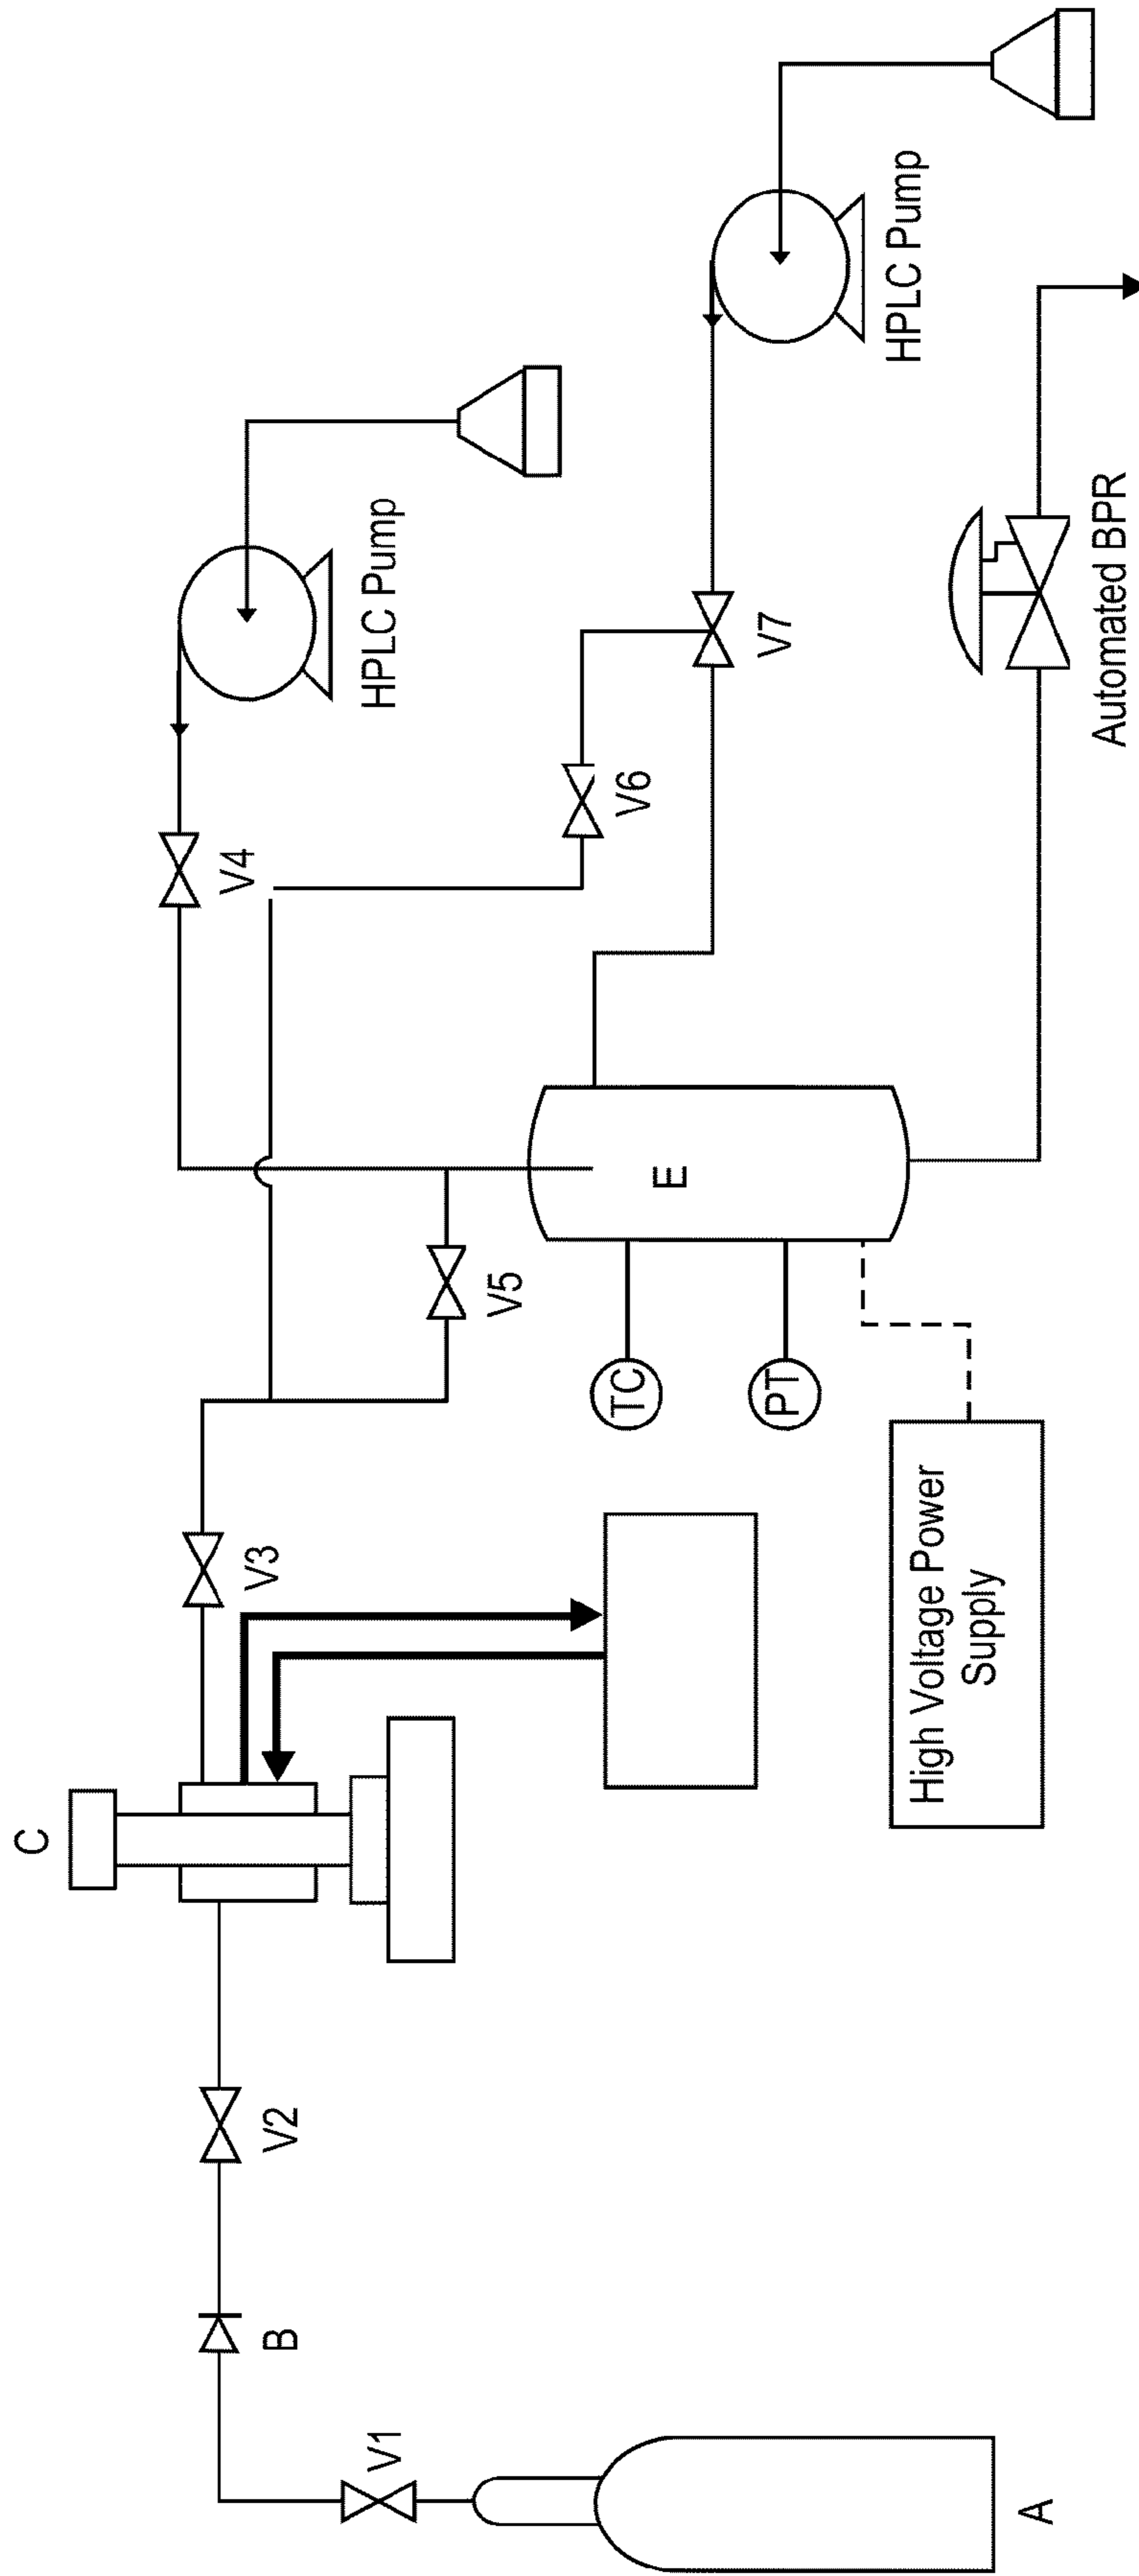 C
HPLC Pump
V4
V3
B
V2
V1
V5
V6
HPLC Pump
V7
E
TC
PT
A
High Voltage Power
Supply
Automated BPR